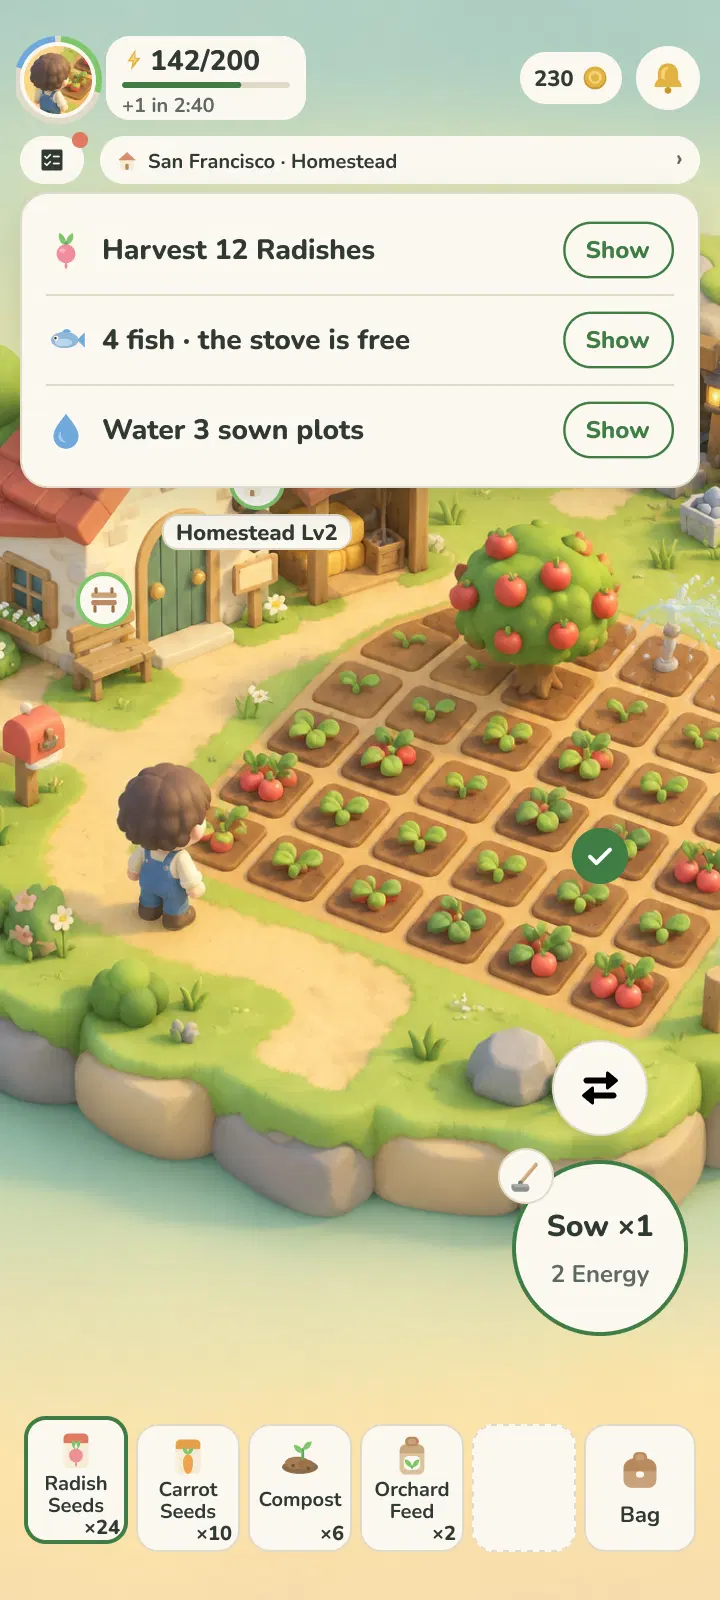 142/200
+1 in 2:40
230
San Francisco · Homestead
Harvest 12 Radishes
Show
4 fish · the stove is free
Show
Water 3 sown plots
Show
Homestead Lv2
Sow ×1
2 Energy
Radish
Seeds
×24
Carrot
Seeds
×10
Compost
×6
Orchard
Feed
×2
Bag